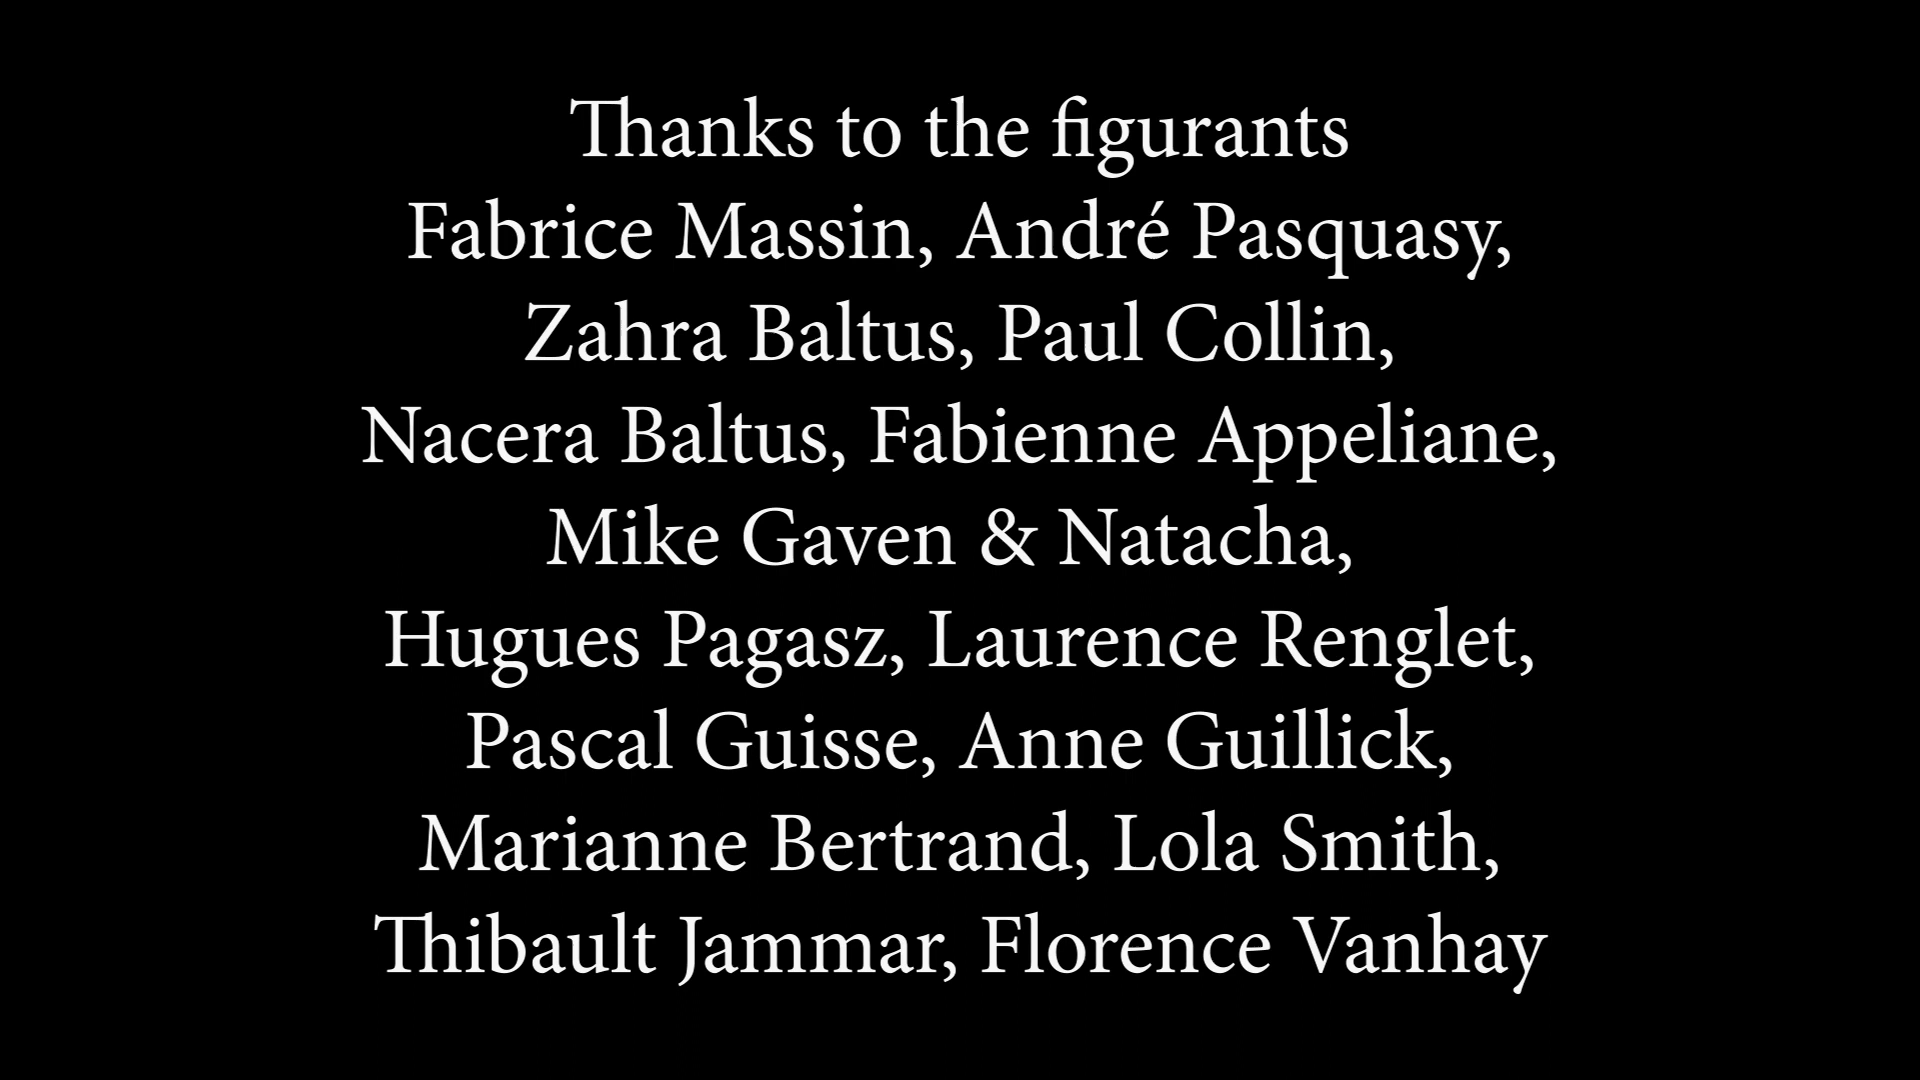 Thanks to the figurants
Fabrice Massin, André Pasquasy,
Zahra Baltus, Paul Collin,
Nacera Baltus, Fabienne Appeliane,
Mike Gaven & Natacha,
Hugues Pagasz, Laurence Renglet,
Pascal Guisse, Anne Guillick,
Marianne Bertrand, Lola Smith,
Thibault Jammar, Florence Vanhay